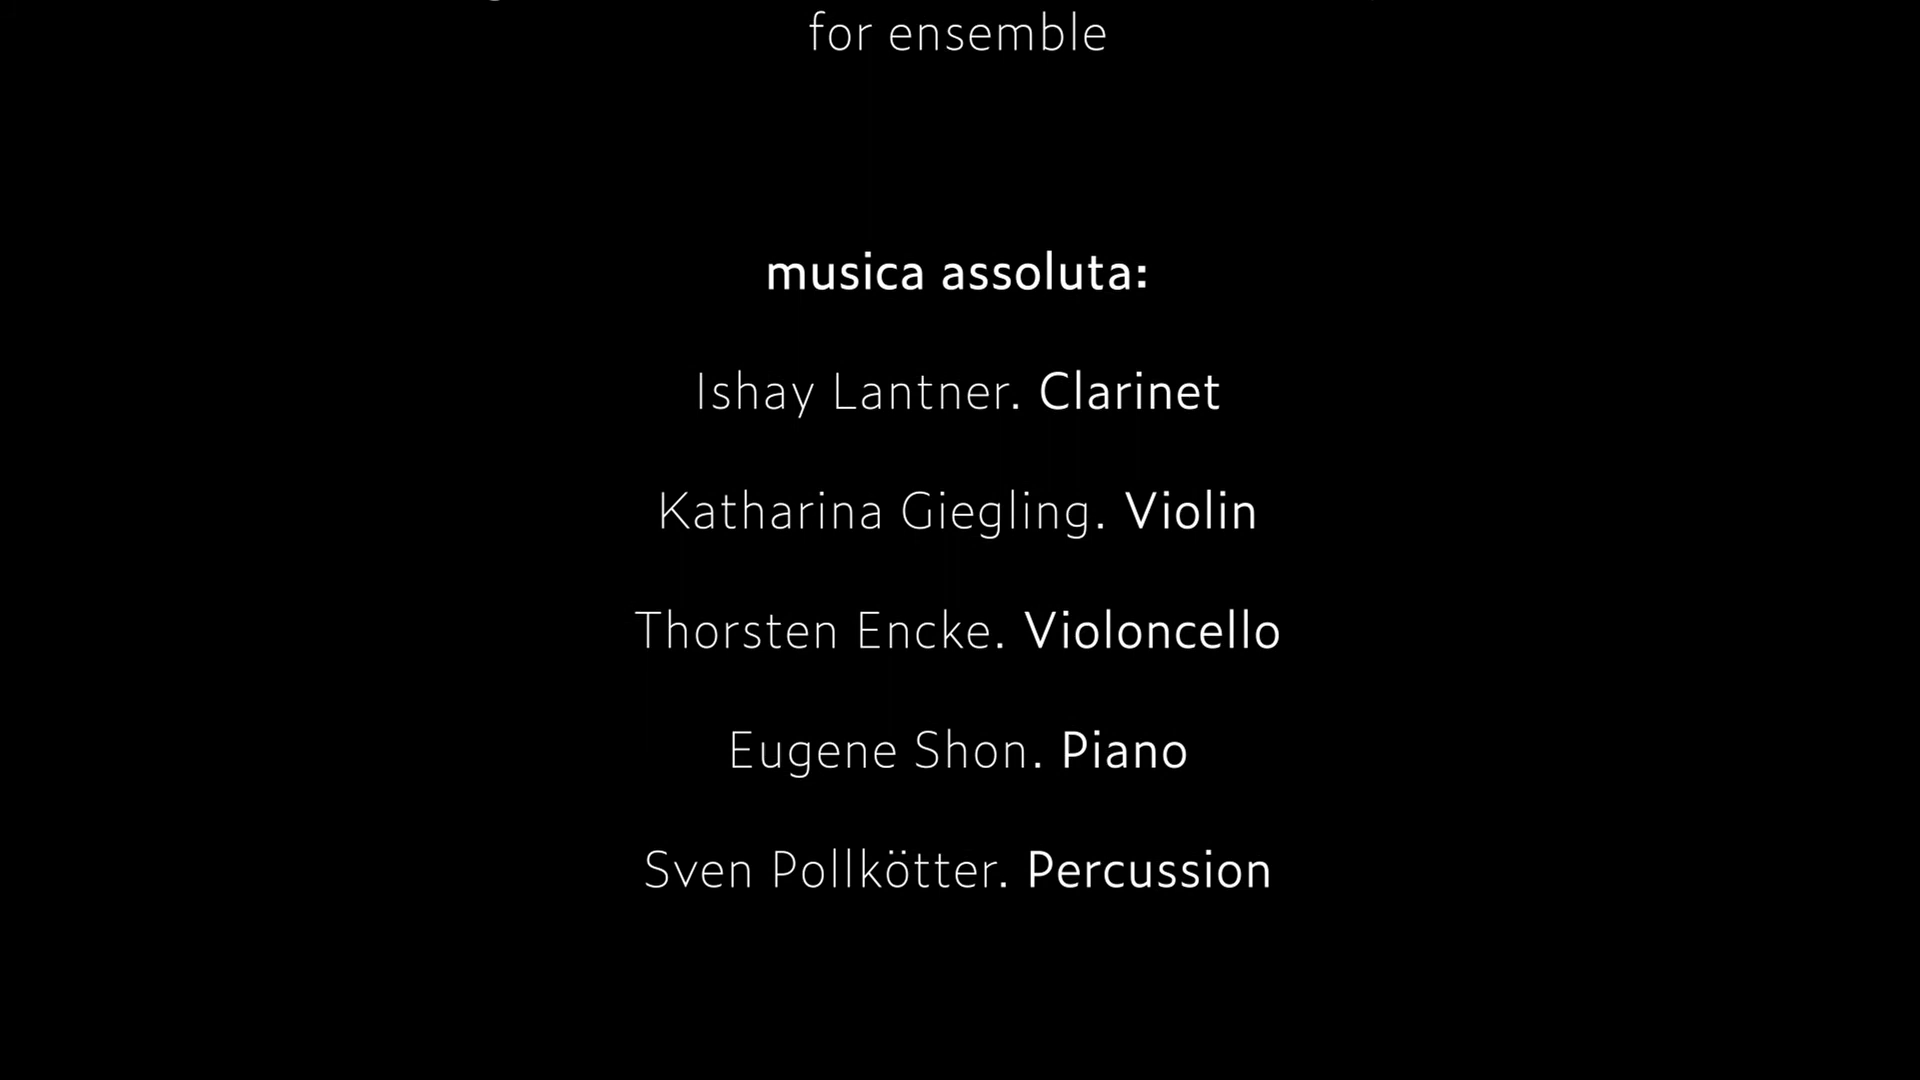 for ensemble
musica assoluta:
Ishay Lantner. Clarinet
Katharina Giegling. Violin
Thorsten Encke. Violoncello
Eugene Shon. Piano
Sven Pollkötter. Percussion